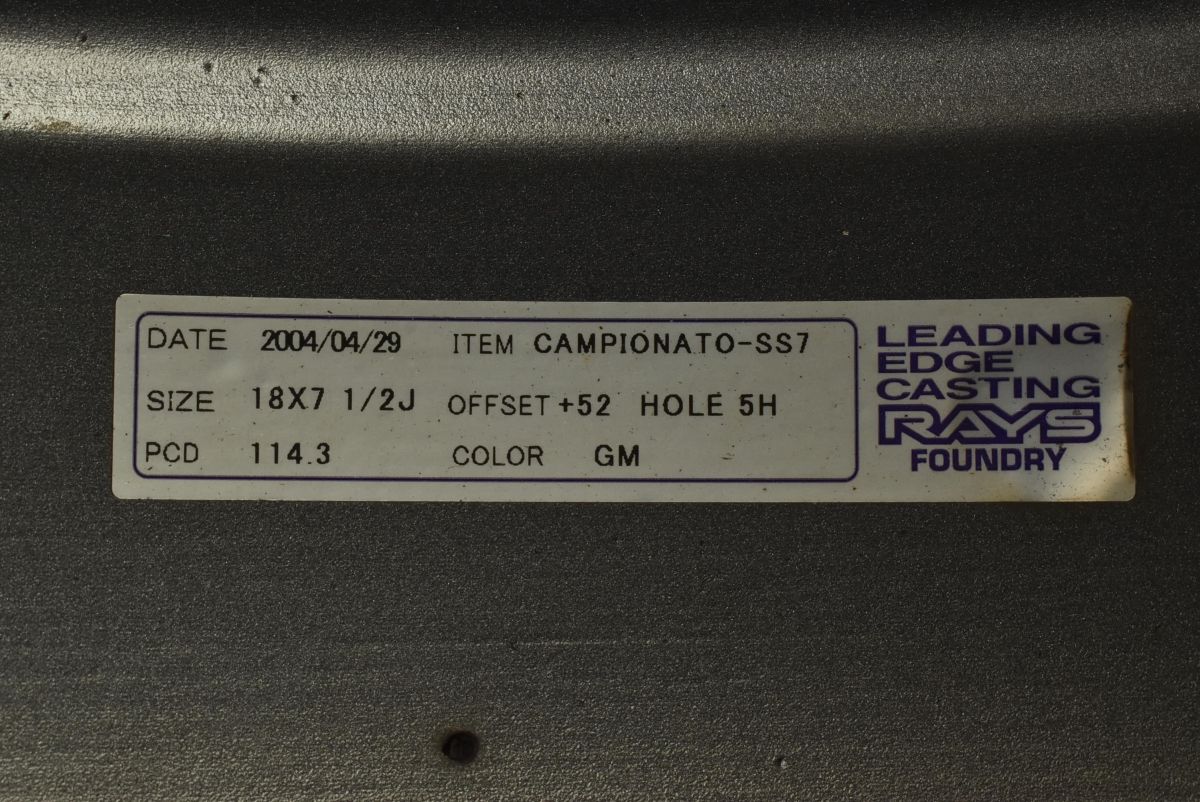 DATE 2004/04/29 ITEM CAMPIONATO-SS7
SIZE 18X7 1/2J OFFSET +52 HOLE 5H
PCD 114.3 COLOR GM
LEADING
EDGE
CASTING
RAYS
FOUNDRY